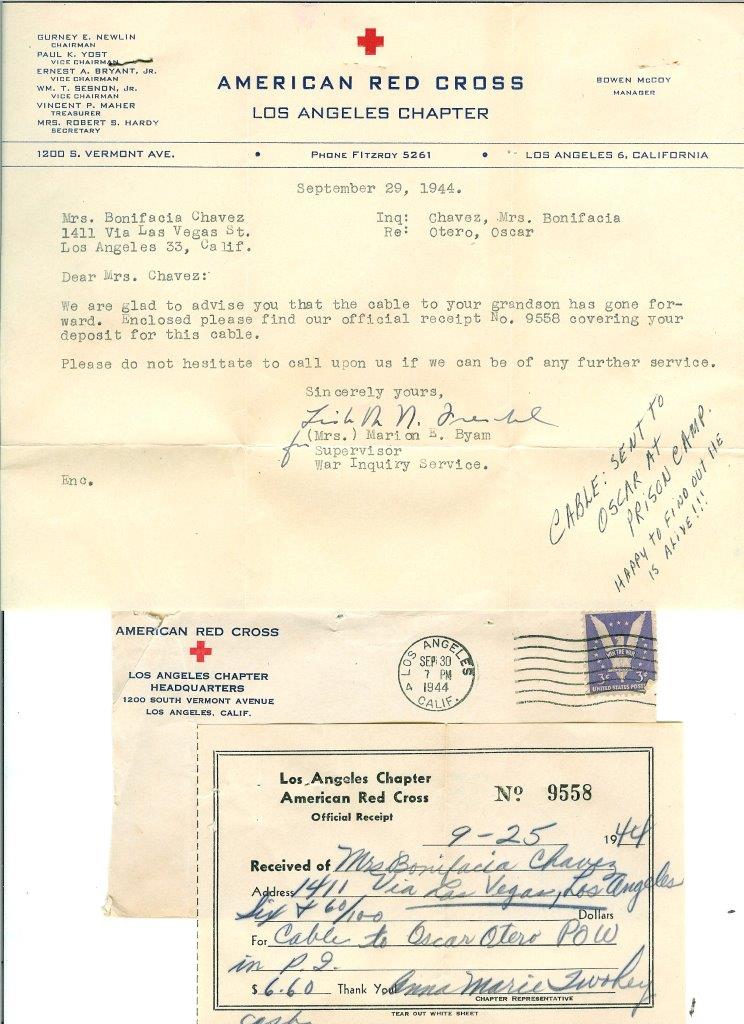 GURNEY E. NEWLIN
CHAIRMAN
PAUL K. YOST
VICE CHAIRMAN
ERNEST A. BRYANT, JR.
VICE CHAIRMAN
WM. T. SESNON, JR.
VICE CHAIRMAN
VINCENT P. MAHER
TREASURER
MRS. ROBERT S. HARDY
SECRETARY
AMERICAN RED CROSS
LOS ANGELES CHAPTER
BOWEN McCOY
MANAGER
1200 S. VERMONT AVE. • PHONE FITZROY 5261 • LOS ANGELES 6, CALIFORNIA
September 29, 1944.
Mrs. Bonifacia Chavez Inq: Chavez, Mrs. Bonifacia
1411 Via Las Vegas St. Re: Otero, Oscar
Los Angeles 33, Calif.
Dear Mrs. Chavez:
We are glad to advise you that the cable to your grandson has gone for-
ward. Enclosed please find our official receipt No. 9558 covering your
deposit for this cable.
Please do not hesitate to call upon us if we can be of any further service.
Sincerely yours,
(Mrs.) Marion E. Byam
for Supervisor
War Inquiry Service.
Enc.
CABLE: SENT TO
OSCAR AT
PRISON CAMP.
HAPPY TO FIND OUT HE
IS ALIVE!!!
AMERICAN RED CROSS
LOS ANGELES CHAPTER
HEADQUARTERS
1200 SOUTH VERMONT AVENUE
LOS ANGELES, CALIF.
LOS ANGELES
SEP 30
7 PM
1944
CALIF.
4
WIN THE WAR
3¢ 3¢
UNITED STATES POSTAGE
Los Angeles Chapter
American Red Cross
Official Receipt
No 9558
9-25 1944
Received of Mrs Bonifacia Chavez
Address 1411 Via Las Vegas, Los Angeles
Six & 60/100 Dollars
For Cable to Oscar Otero POW
in P.I.
$ 6.60 Thank You! Anna Marie Twohey
CHAPTER REPRESENTATIVE
TEAR OUT WHITE SHEET
cash